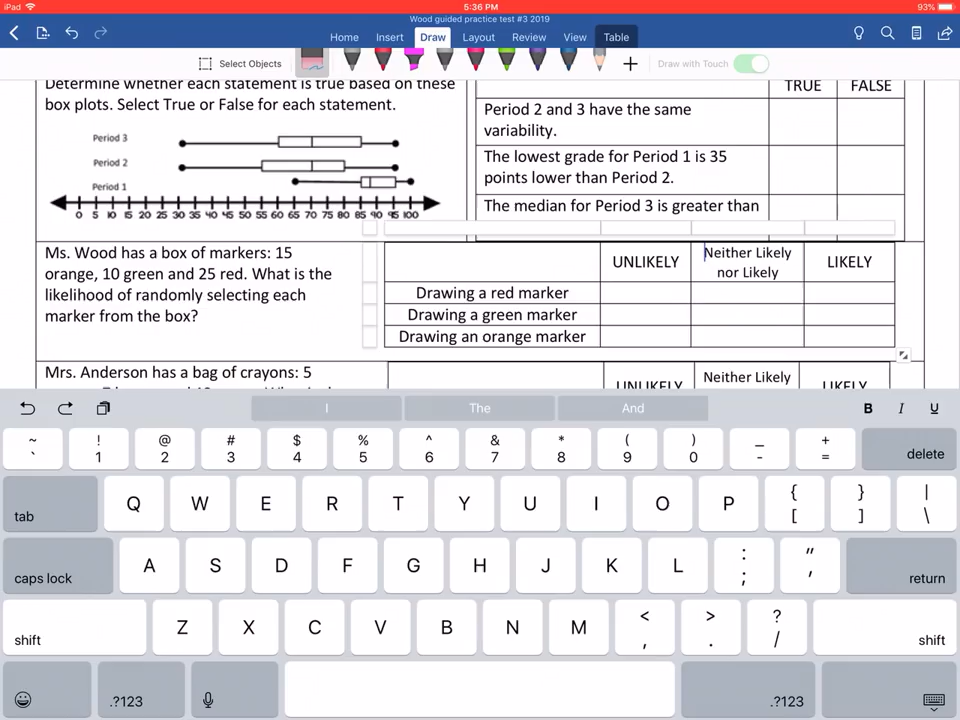 iPad 5:36 PM 93%
Wood guided practice test #3 2019
Home Insert Draw Layout Review View Table
Select Objects Draw with Touch
Determine whether each statement is true based on these
box plots. Select True or False for each statement.
Period 3
Period 2
Period 1
0 5 10 15 20 25 30 35 40 45 50 55 60 65 70 75 80 85 90 95 100
TRUE FALSE
Period 2 and 3 have the same
variability.
The lowest grade for Period 1 is 35
points lower than Period 2.
The median for Period 3 is greater than
Ms. Wood has a box of markers: 15
orange, 10 green and 25 red. What is the
likelihood of randomly selecting each
marker from the box?
UNLIKELY Neither Likely
nor Likely LIKELY
Drawing a red marker
Drawing a green marker
Drawing an orange marker
Mrs. Anderson has a bag of crayons: 5
UNLIKELY Neither Likely LIKELY
I The And B I U
~ ! @ # $ % ^ & * ( ) _ +
` 1 2 3 4 5 6 7 8 9 0 - = delete
tab Q W E R T Y U I O P { [ } ] | \
caps lock A S D F G H J K L : ; " ' return
shift Z X C V B N M < , > . ? / shift
.?123 .?123